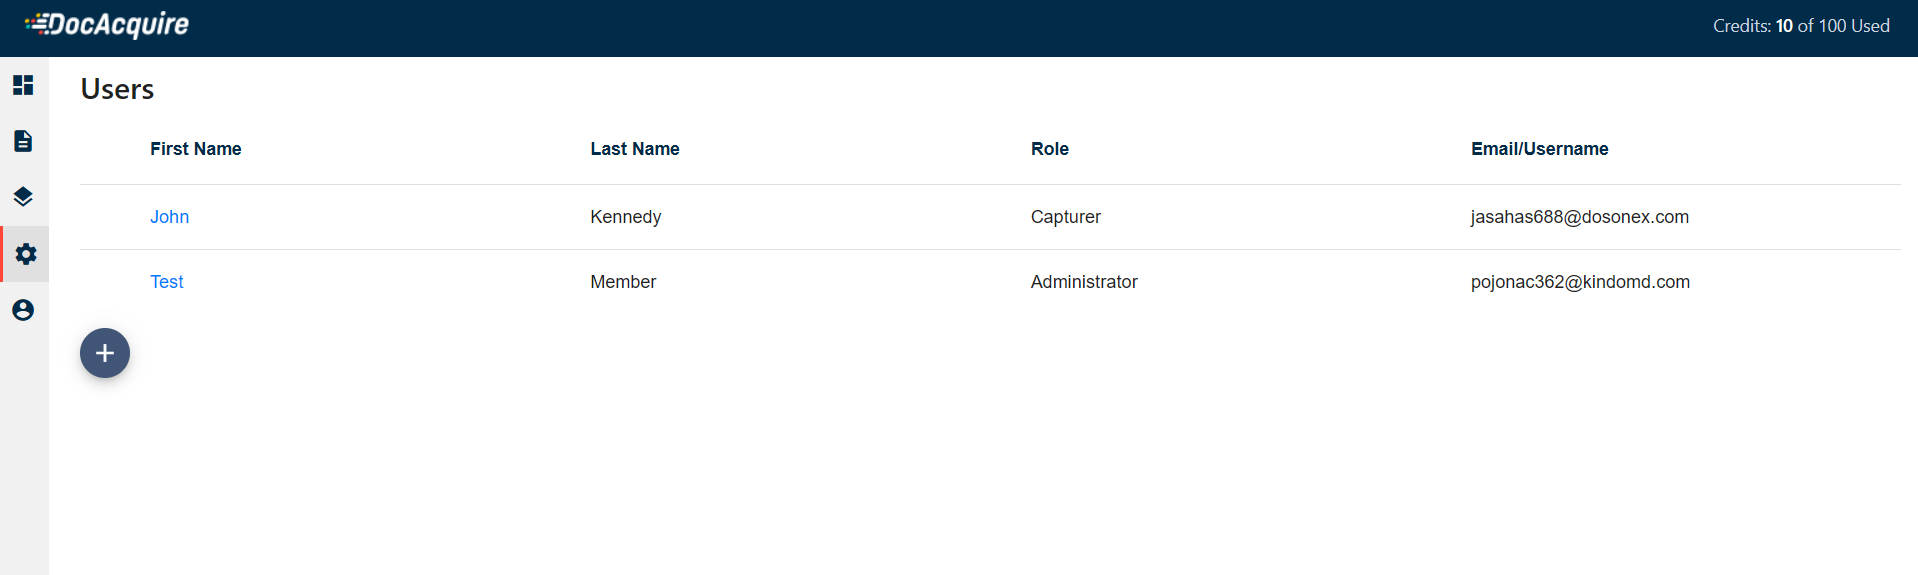 DocAcquire
Credits: 10 of 100 Used
Users
First Name Last Name Role Email/Username
John Kennedy Capturer jasahas688@dosonex.com
Test Member Administrator pojonac362@kindomd.com